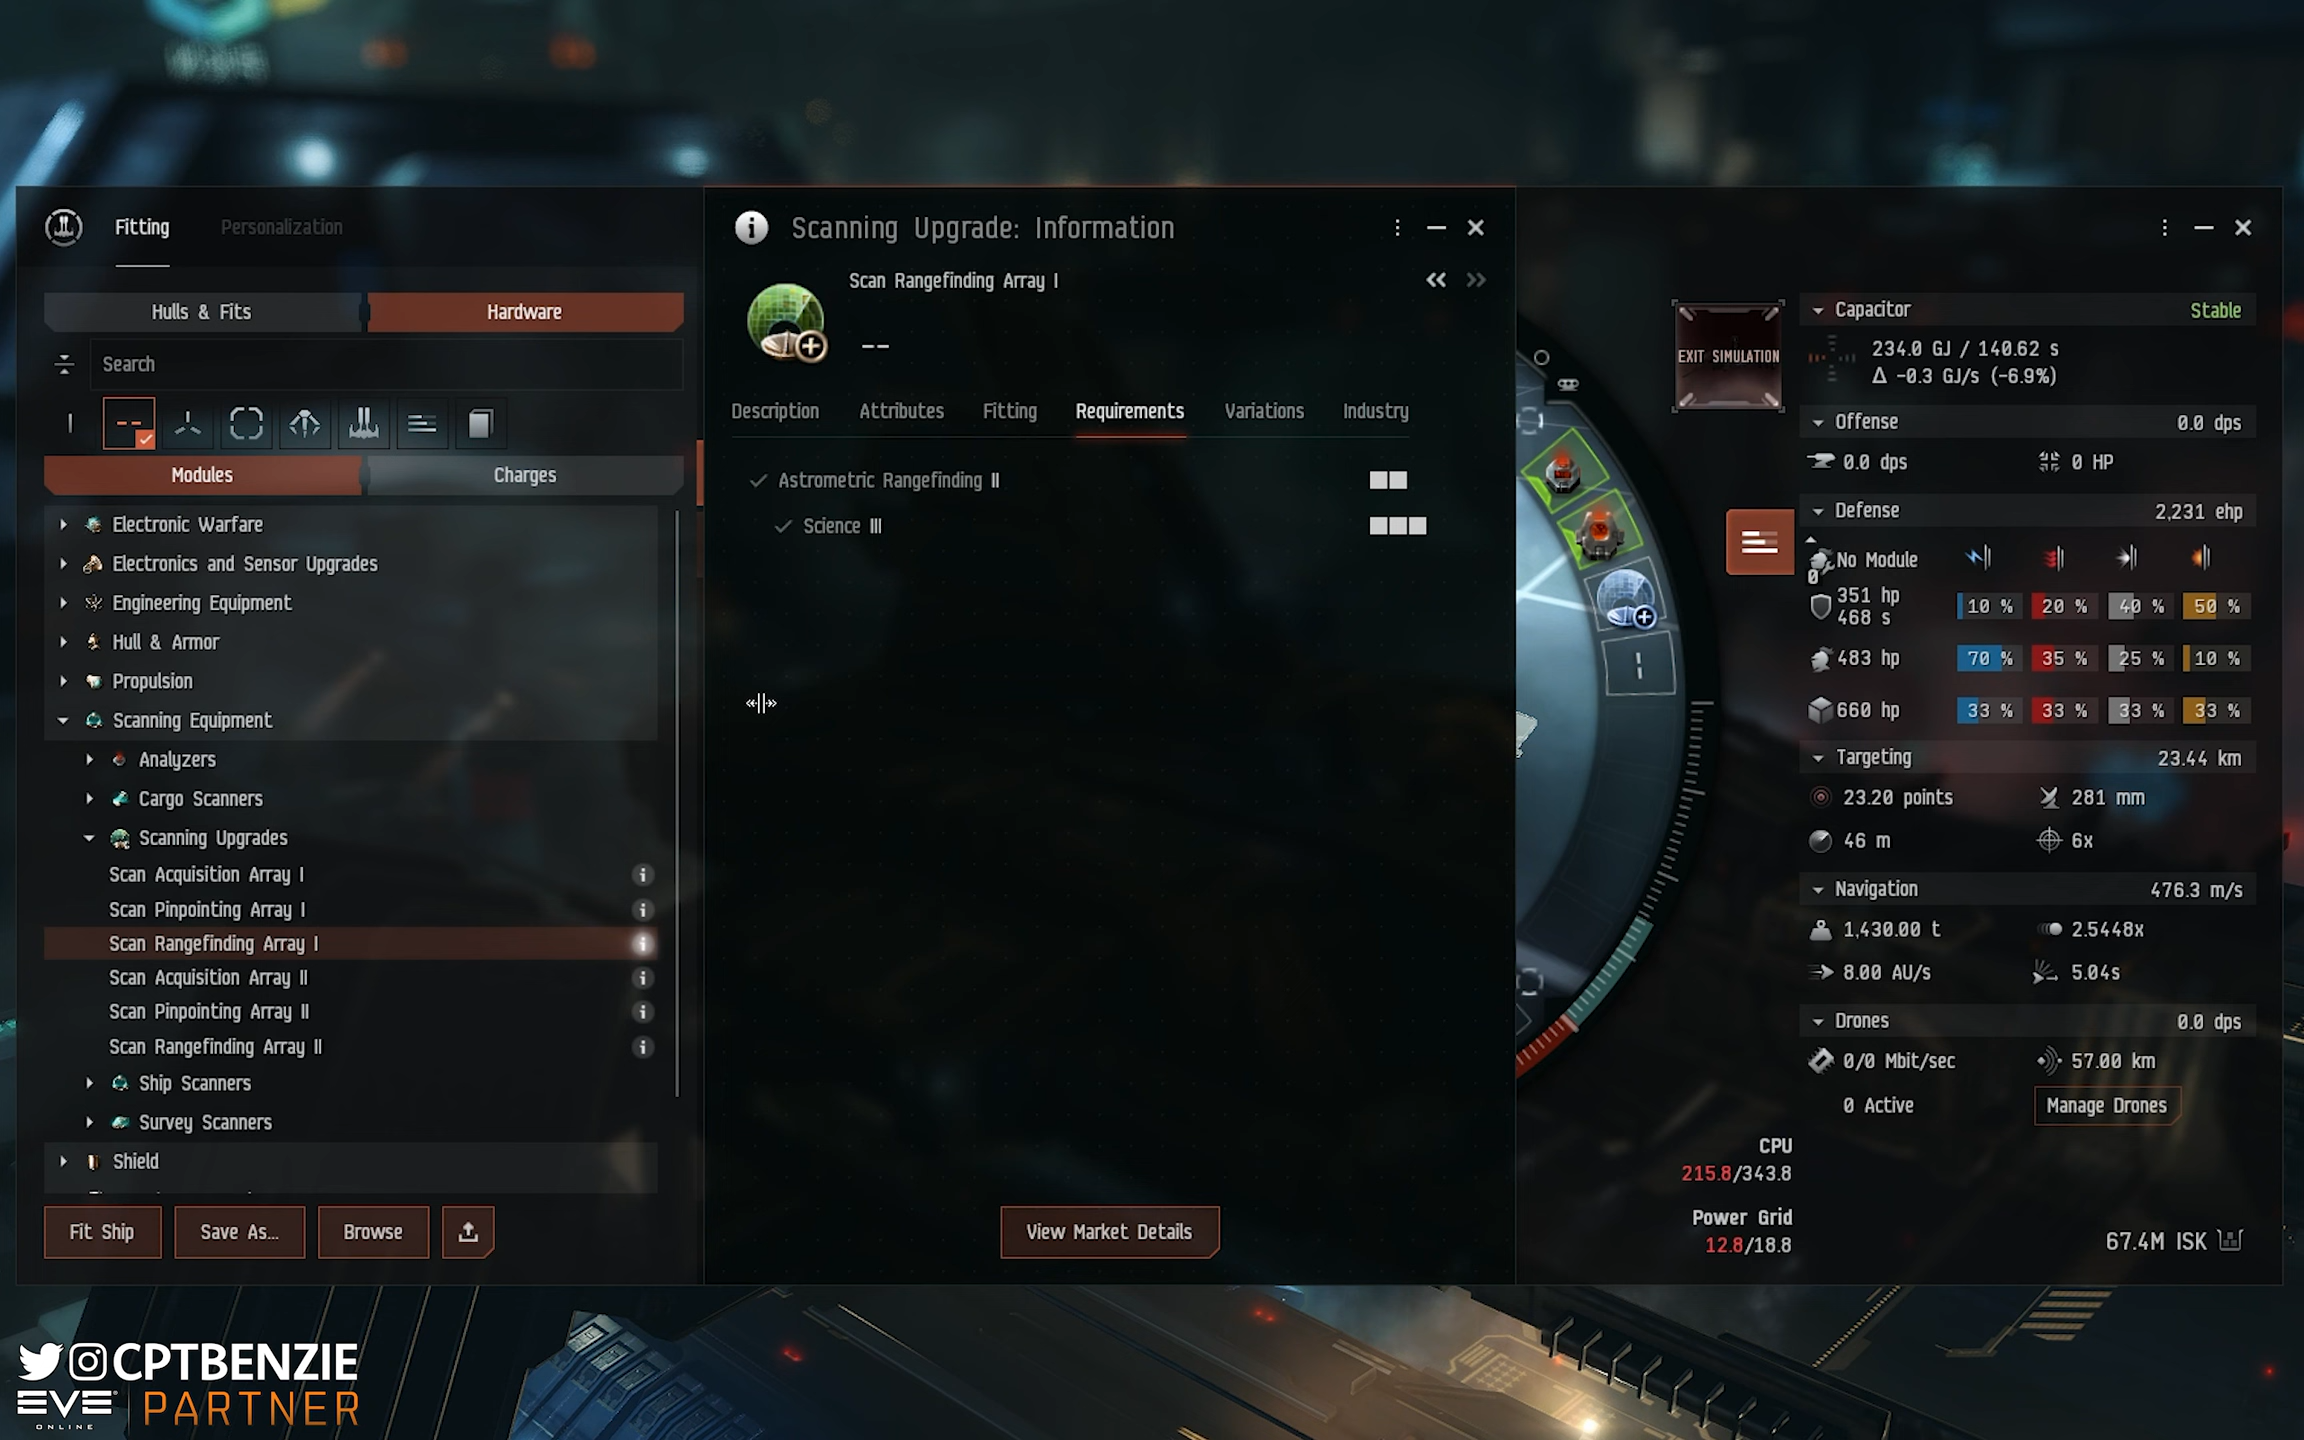 Fitting
Personalization
Hulls & Fits
Hardware
Search
Modules
Charges
Electronic Warfare
Electronics and Sensor Upgrades
Engineering Equipment
Hull & Armor
Propulsion
Scanning Equipment
Analyzers
Cargo Scanners
Scanning Upgrades
Scan Acquisition Array I
Scan Pinpointing Array I
Scan Rangefinding Array I
Scan Acquisition Array II
Scan Pinpointing Array II
Scan Rangefinding Array II
Ship Scanners
Survey Scanners
Shield
Fit Ship
Save As...
Browse
Scanning Upgrade: Information
Scan Rangefinding Array I
--
Description
Attributes
Fitting
Requirements
Variations
Industry
Astrometric Rangefinding II
Science III
View Market Details
EXIT SIMULATION
Capacitor
Stable
234.0 GJ / 140.62 s
Δ -0.3 GJ/s (-6.9%)
Offense
0.0 dps
0.0 dps
0 HP
Defense
2,231 ehp
0
No Module
351 hp
468 s
10 %
20 %
40 %
50 %
483 hp
70 %
35 %
25 %
10 %
660 hp
33 %
33 %
33 %
33 %
Targeting
23.44 km
23.20 points
281 mm
46 m
6x
Navigation
476.3 m/s
1,430.00 t
2.5448x
8.00 AU/s
5.04s
Drones
0.0 dps
0/0 Mbit/sec
57.00 km
0 Active
Manage Drones
CPU
215.8/343.8
Power Grid
12.8/18.8
67.4M ISK
CPTBENZIE
EVE ONLINE
PARTNER